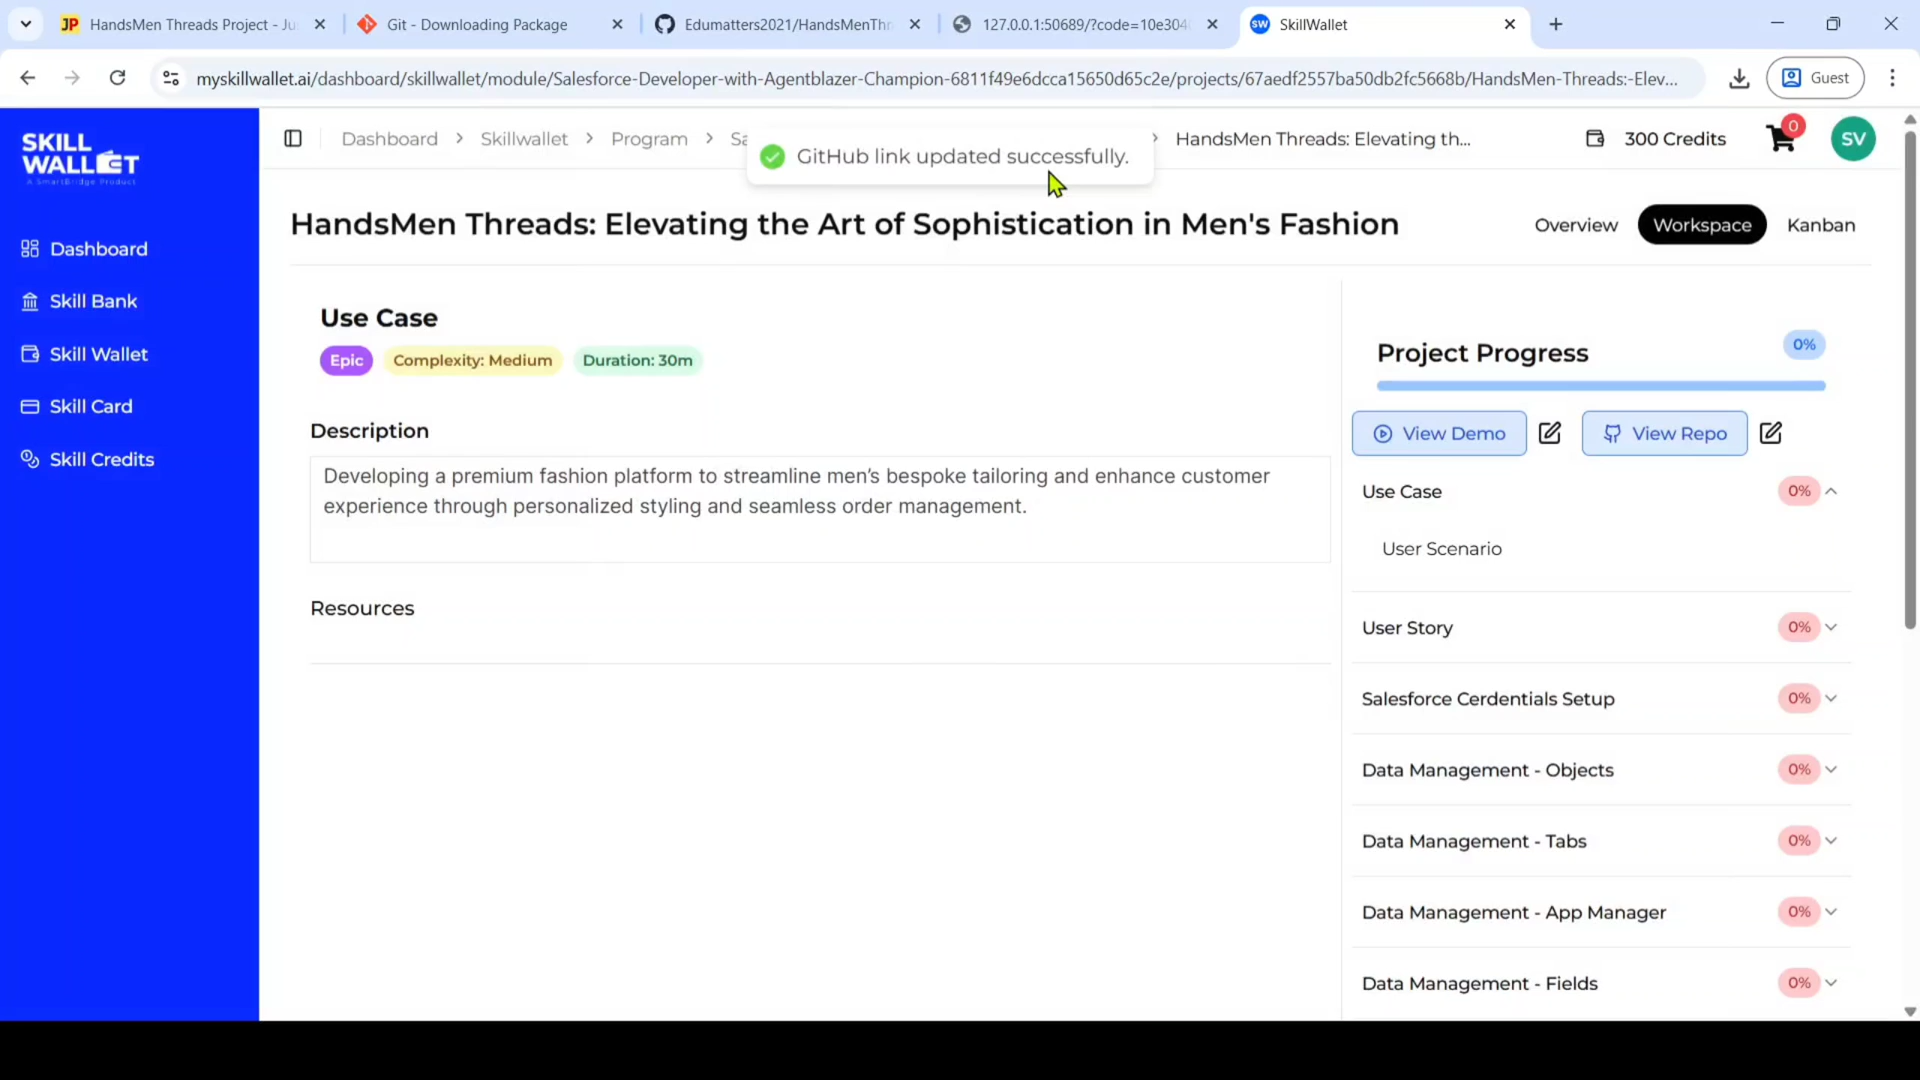 JP HandsMen Threads Project - Ju
Git - Downloading Package
Edumatters2021/HandsMenThr
127.0.0.1:50689/?code=10e304
SW SkillWallet
myskillwallet.ai/dashboard/skillwallet/module/Salesforce-Developer-with-Agentblazer-Champion-6811f49e6dcca15650d65c2e/projects/67aedf2557ba50db2fc5668b/HandsMen-Threads:-Elev...
Guest
SKILL
WALLET
A SmartBridge Product
Dashboard
Skill Bank
Skill Wallet
Skill Card
Skill Credits
Dashboard > Skillwallet > Program > Sa > HandsMen Threads: Elevating th...
300 Credits
0
SV
GitHub link updated successfully.
HandsMen Threads: Elevating the Art of Sophistication in Men's Fashion
Overview
Workspace
Kanban
Use Case
Epic
Complexity: Medium
Duration: 30m
Description
Developing a premium fashion platform to streamline men’s bespoke tailoring and enhance customer
experience through personalized styling and seamless order management.
Resources
Project Progress
0%
View Demo
View Repo
Use Case 0%
User Scenario
User Story 0%
Salesforce Cerdentials Setup 0%
Data Management - Objects 0%
Data Management - Tabs 0%
Data Management - App Manager 0%
Data Management - Fields 0%